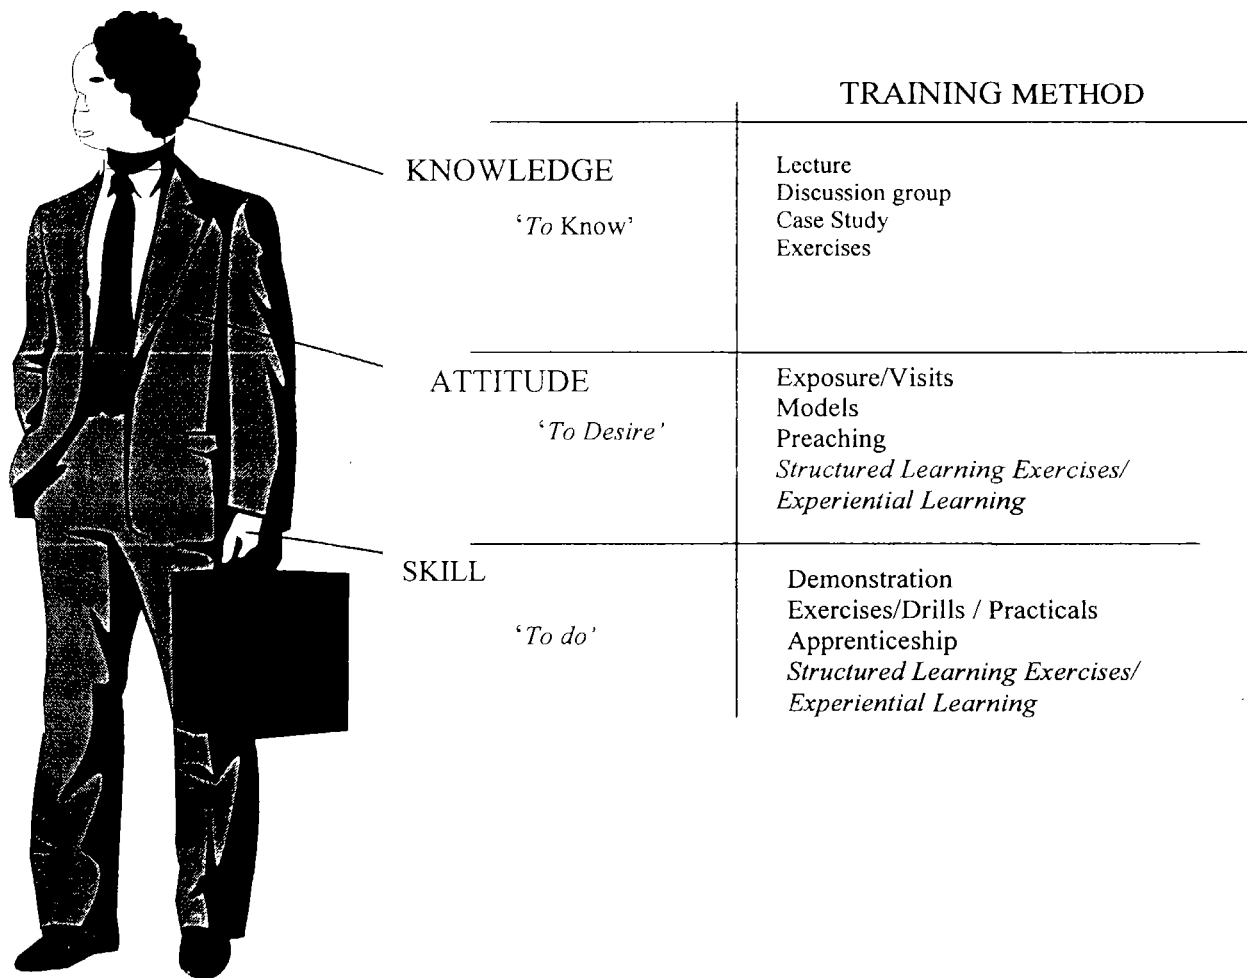 TRAINING METHOD
KNOWLEDGE
'To Know'
Lecture
Discussion group
Case Study
Exercises
ATTITUDE
'To Desire'
Exposure/Visits
Models
Preaching
Structured Learning Exercises/
Experiential Learning
SKILL
'To do'
Demonstration
Exercises/Drills / Practicals
Apprenticeship
Structured Learning Exercises/
Experiential Learning